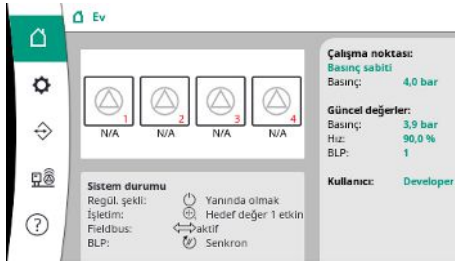 Ev
1
2
3
4
N/A
N/A
N/A
N/A
Sistem durumu
Regül. şekli: Yanında olmak
İşletim: Hedef değer 1 etkin
Fieldbus: aktif
BLP: Senkron
Çalışma noktası:
Basınç sabiti
Basınç: 4,0 bar
Güncel değerler:
Basınç: 3,9 bar
Hız: 90,0 %
BLP: 1
Kullanıcı: Developer
?